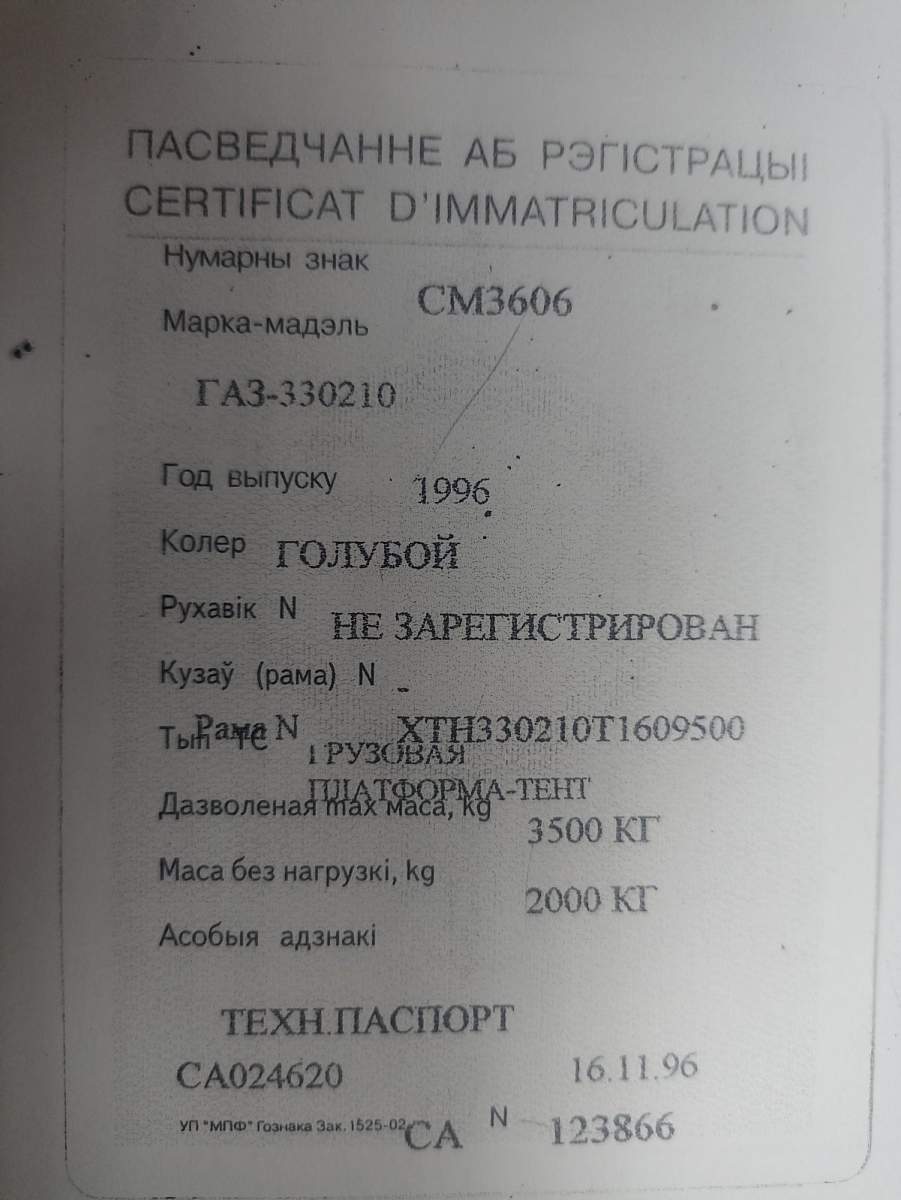 ПАСВЕДЧАННЕ АБ РЭГІСТРАЦЫІ
CERTIFICAT D'IMMATRICULATION
Нумарны знак
СМ3606
Марка-мадэль
ГАЗ-330210
Год выпуску 1996
Колер ГОЛУБОЙ
Рухавік N НЕ ЗАРЕГИСТРИРОВАН
Кузаў (рама) N -
Рама N ХТН330210Т1609500
Тып ТС ГРУЗОВАЯ
ПЛАТФОРМА-ТЕНТ
Дазволеная max маса, kg
3500 КГ
Маса без нагрузкі, kg
2000 КГ
Асобыя адзнакі
ТЕХН.ПАСПОРТ
СА024620 16.11.96
УП "МПФ" Гознака Зак. 1525-02 СА N 123866